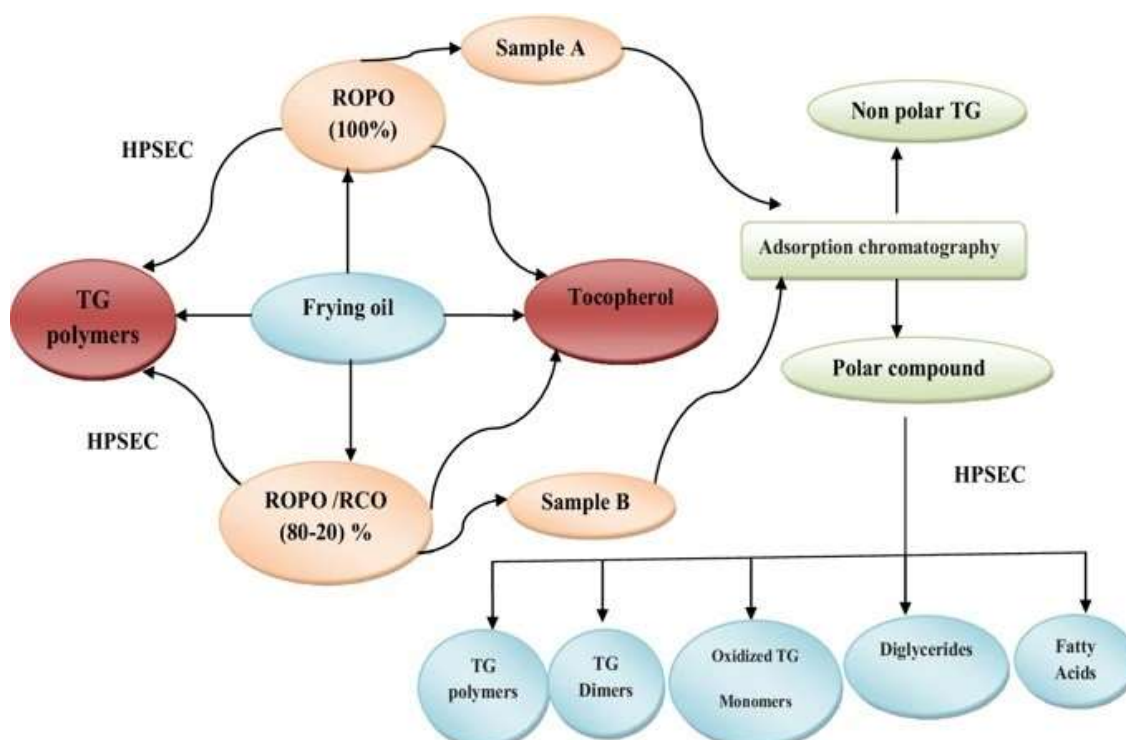 Sample A
ROPO
(100%)
Non polar TG
HPSEC
Adsorption chromatography
TG
polymers
Frying oil
Tocopherol
Polar compound
HPSEC
ROPO /RCO
(80-20) %
Sample B
HPSEC
TG
polymers
TG
Dimers
Oxidized TG
Monomers
Diglycerides
Fatty
Acids